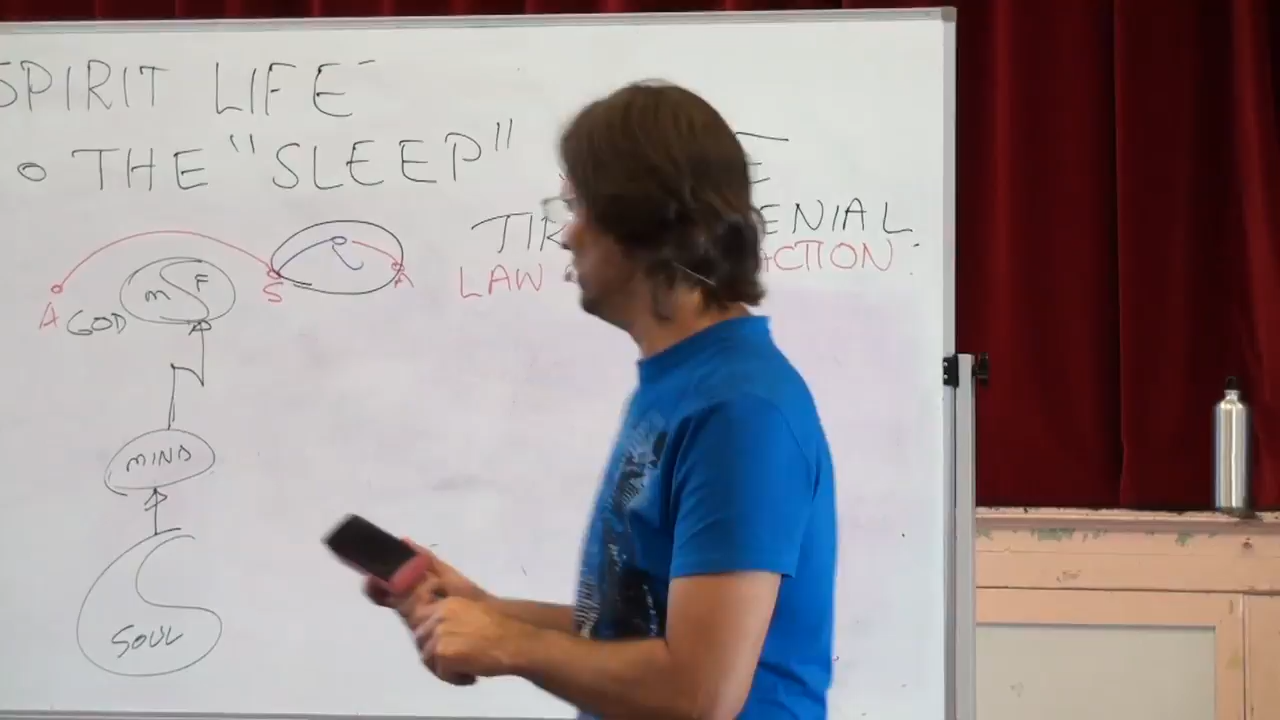 SPIRIT LIFE
THE "SLEEP"
ENIAL
LAW ACTION
A GOD
M F
S
A
MIND
SOUL